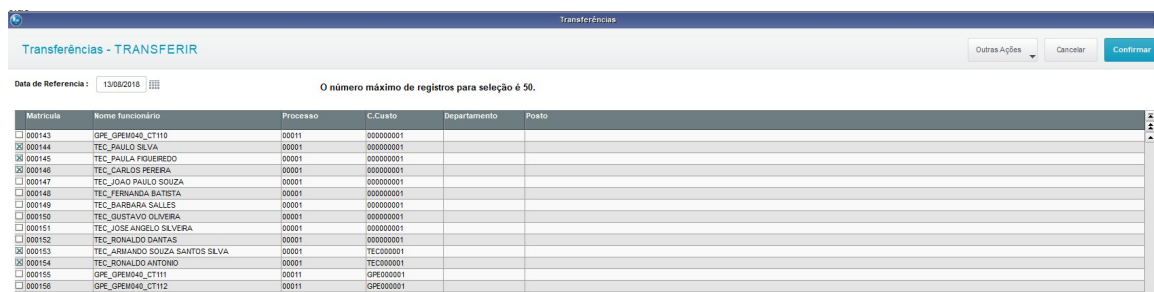 Transferências
Transferências - TRANSFERIR
Outras Ações Cancelar Confirmar
Data de Referencia : 13/08/2018 O número máximo de registros para seleção é 50.
Matricula Nome funcionário Processo C.Custo Departamento Posto
000143 GPE_GPEM040_CT110 00011 000000001
000144 TEC_PAULO SILVA 00001 000000001
000145 TEC_PAULA FIGUEIREDO 00001 000000001
000146 TEC_CARLOS PEREIRA 00001 000000001
000147 TEC_JOAO PAULO SOUZA 00001 000000001
000148 TEC_FERNANDA BATISTA 00001 000000001
000149 TEC_BARBARA SALLES 00001 000000001
000150 TEC_GUSTAVO OLIVEIRA 00001 000000001
000151 TEC_JOSE ANGELO SILVEIRA 00001 000000001
000152 TEC_RONALDO DANTAS 00001 000000001
000153 TEC_ARMANDO SOUZA SANTOS SILVA 00001 TEC000001
000154 TEC_RONALDO ANTONIO 00001 TEC000001
000155 GPE_GPEM040_CT111 00011 GPE000001
000156 GPE_GPEM040_CT112 00011 GPE000001